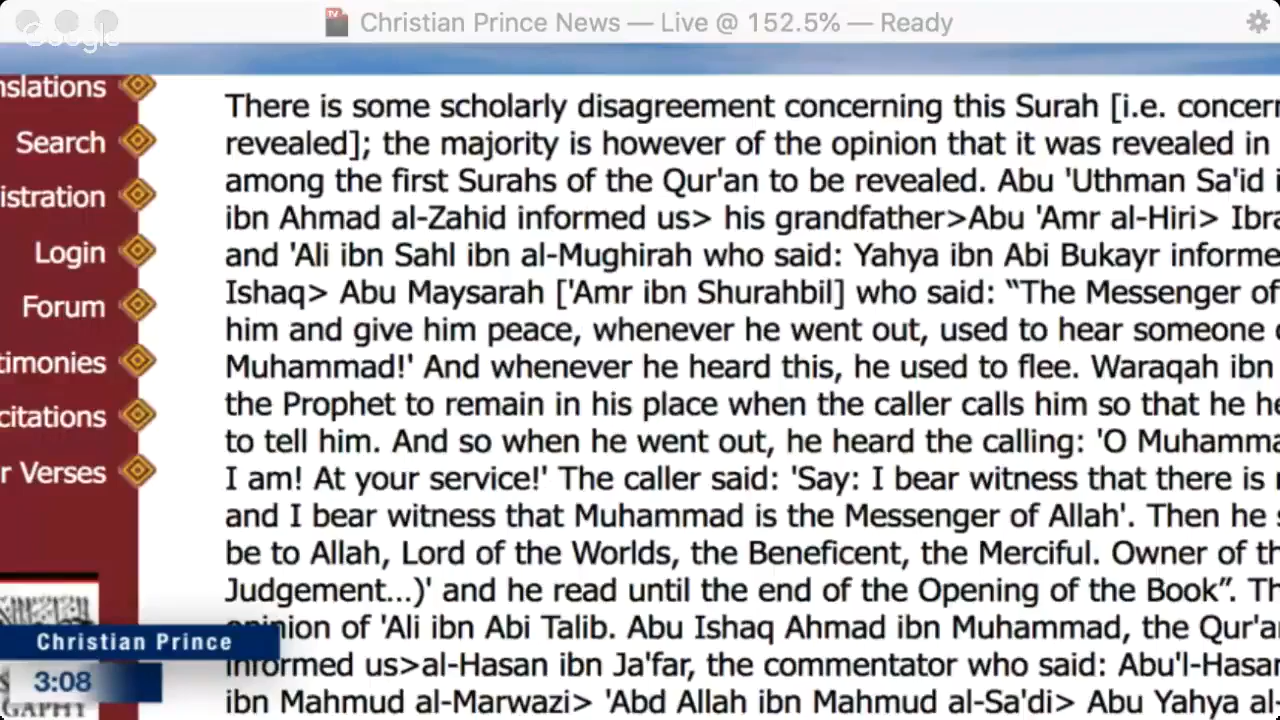 Google
Christian Prince News — Live @ 152.5% — Ready
nslations
Search
istration
Login
Forum
timonies
citations
r Verses
There is some scholarly disagreement concerning this Surah [i.e. concern
revealed]; the majority is however of the opinion that it was revealed in
among the first Surahs of the Qur'an to be revealed. Abu 'Uthman Sa'id i
ibn Ahmad al-Zahid informed us> his grandfather>Abu 'Amr al-Hiri> Ibra
and 'Ali ibn Sahl ibn al-Mughirah who said: Yahya ibn Abi Bukayr informe
Ishaq> Abu Maysarah ['Amr ibn Shurahbil] who said: “The Messenger of
him and give him peace, whenever he went out, used to hear someone c
Muhammad!' And whenever he heard this, he used to flee. Waraqah ibn
the Prophet to remain in his place when the caller calls him so that he he
to tell him. And so when he went out, he heard the calling: 'O Muhamma
I am! At your service!' The caller said: 'Say: I bear witness that there is n
and I bear witness that Muhammad is the Messenger of Allah'. Then he s
be to Allah, Lord of the Worlds, the Beneficent, the Merciful. Owner of th
Judgement...)' and he read until the end of the Opening of the Book”. Th
opinion of 'Ali ibn Abi Talib. Abu Ishaq Ahmad ibn Muhammad, the Qur'an
informed us>al-Hasan ibn Ja'far, the commentator who said: Abu'l-Hasan
ibn Mahmud al-Marwazi> 'Abd Allah ibn Mahmud al-Sa'di> Abu Yahya al-
Christian Prince
3:08
GAPHY